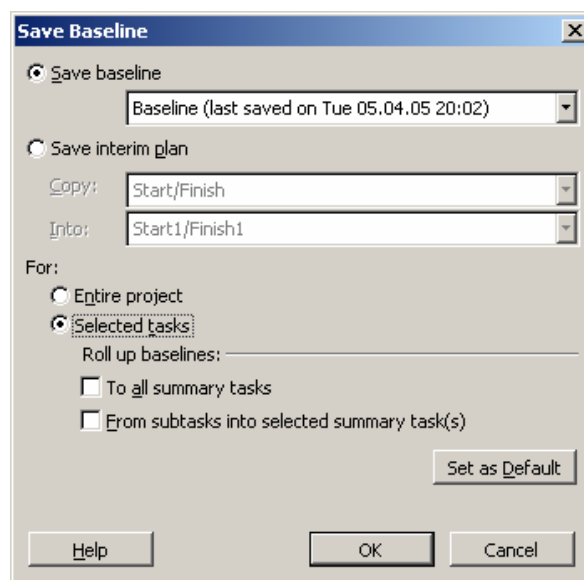 Save Baseline
Save baseline
Baseline (last saved on Tue 05.04.05 20:02)
Save interim plan
Copy: Start/Finish
Into: Start1/Finish1
For:
Entire project
Selected tasks
Roll up baselines:
To all summary tasks
From subtasks into selected summary task(s)
Set as Default
Help OK Cancel